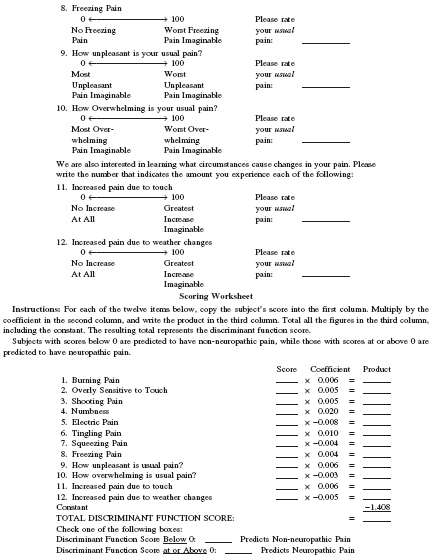 8. Freezing Pain
0 ⟷ 100 Please rate
No Freezing Worst Freezing your usual
Pain Pain Imaginable pain: ______
9. How unpleasant is your usual pain?
0 ⟷ 100 Please rate
Most Worst your usual
Unpleasant Unpleasant pain: ______
Pain Imaginable Pain Imaginable
10. How Overwhelming is your usual pain?
0 ⟷ 100 Please rate
Most Over- Worst Over- your usual
whelming whelming pain: ______
Pain Imaginable Pain Imaginable
We are also interested in learning what circumstances cause changes in your pain. Please
write the number that indicates the amount you experience each of the following:
11. Increased pain due to touch
0 ⟷ 100 Please rate
No Increase Greatest your usual
At All Increase pain: ______
Imaginable
12. Increased pain due to weather changes
0 ⟷ 100 Please rate
No Increase Greatest your usual
At All Increase pain: ______
Imaginable
Scoring Worksheet
Instructions: For each of the twelve items below, copy the subject's score into the first column. Multiply by the
coefficient in the second column, and write the product in the third column. Total all the figures in the third column,
including the constant. The resulting total represents the discriminant function score.
Subjects with scores below 0 are predicted to have non-neuropathic pain, while those with scores at or above 0 are
predicted to have neuropathic pain.
Score Coefficient Product
1. Burning Pain ____ × 0.006 = ____
2. Overly Sensitive to Touch ____ × 0.005 = ____
3. Shooting Pain ____ × 0.005 = ____
4. Numbness ____ × 0.020 = ____
5. Electric Pain ____ × −0.008 = ____
6. Tingling Pain ____ × 0.010 = ____
7. Squeezing Pain ____ × −0.004 = ____
8. Freezing Pain ____ × 0.004 = ____
9. How unpleasant is usual pain? ____ × 0.006 = ____
10. How overwhelming is usual pain? ____ × −0.003 = ____
11. Increased pain due to touch ____ × 0.006 = ____
12. Increased pain due to weather changes ____ × −0.005 = ____
Constant −1.408
TOTAL DISCRIMINANT FUNCTION SCORE: = ____
Check one of the following boxes:
Discriminant Function Score Below 0: ____ Predicts Non-neuropathic Pain
Discriminant Function Score at or Above 0: ____ Predicts Neuropathic Pain